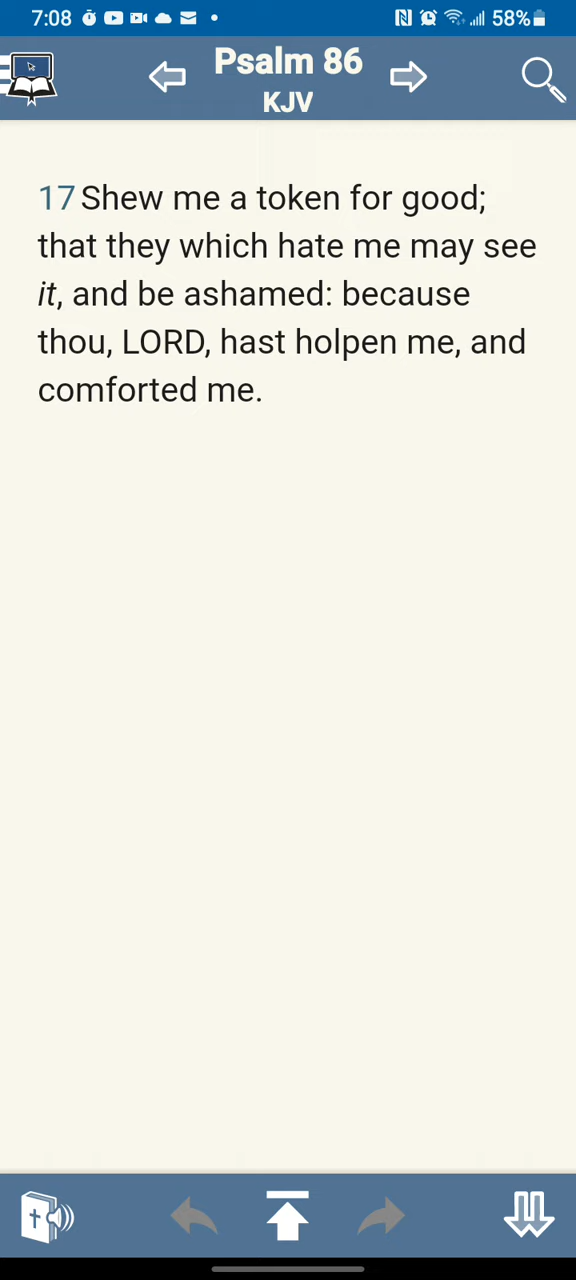 7:08 58%
Psalm 86
KJV
17 Shew me a token for good;
that they which hate me may see
it, and be ashamed: because
thou, LORD, hast holpen me, and
comforted me.